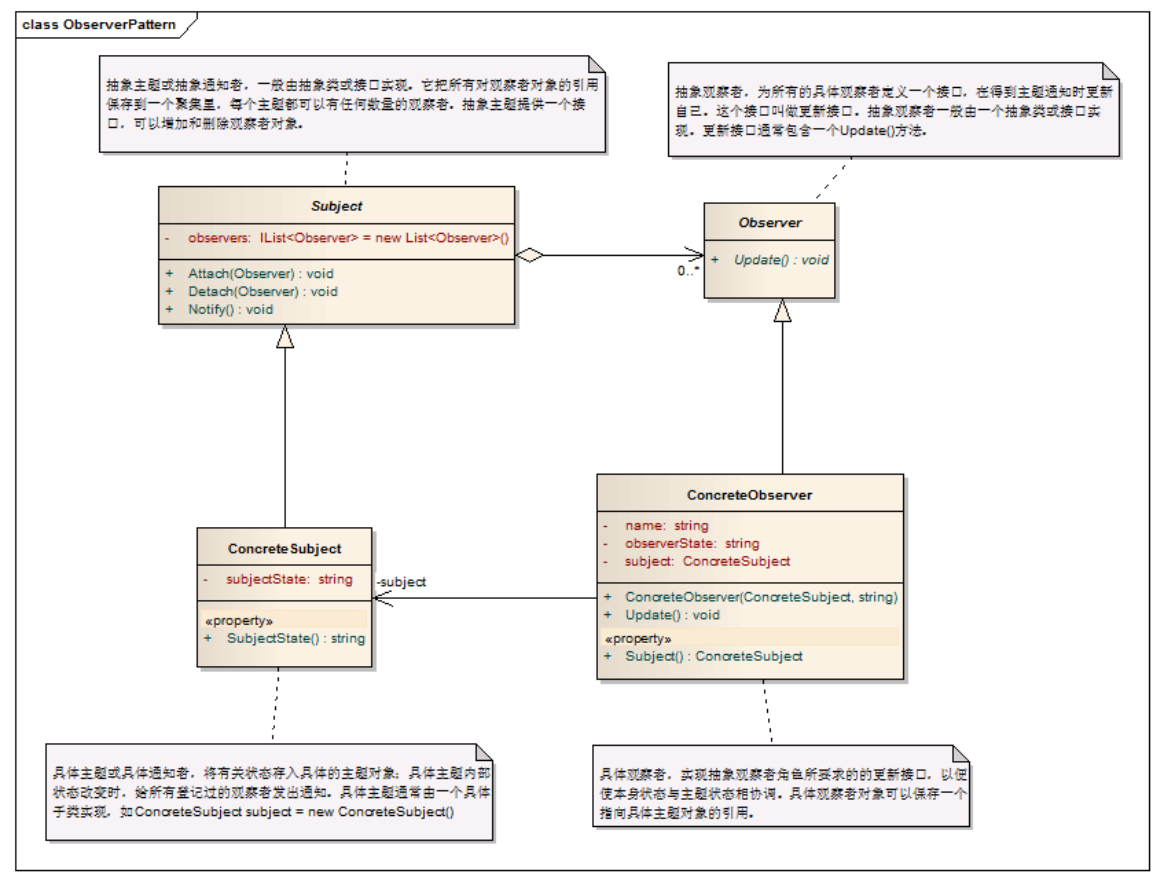 class ObserverPattern
抽象主题或抽象通知者，一般由抽象类或接口实现。它把所有对观察者对象的引用
保存到一个聚集里，每个主题都可以有任何数量的观察者。抽象主题提供一个接
口，可以增加和删除观察者对象。
抽象观察者，为所有的具体观察者定义一个接口，在得到主题通知时更新
自己。这个接口叫做更新接口。抽象观察者一般由一个抽象类或接口实
现。更新接口通常包含一个Update()方法。
Subject
- observers: IList<Observer> = new List<Observer>()
+ Attach(Observer) : void
+ Detach(Observer) : void
+ Notify() : void
0..*
Observer
+ Update() : void
ConcreteSubject
- subjectState: string
«property»
+ SubjectState() : string
-subject
ConcreteObserver
- name: string
- observerState: string
- subject: ConcreteSubject
+ ConcreteObserver(ConcreteSubject, string)
+ Update() : void
«property»
+ Subject() : ConcreteSubject
具体主题或具体通知者，将有关状态存入具体的主题对象；具体主题内部
状态改变时，给所有登记过的观察者发出通知。具体主题通常由一个具体
子类实现，如ConcreteSubject subject = new ConcreteSubject()
具体观察者，实现抽象观察者角色所要求的的更新接口，以便
使本身状态与主题状态相协调。具体观察者对象可以保存一个
指向具体主题对象的引用。